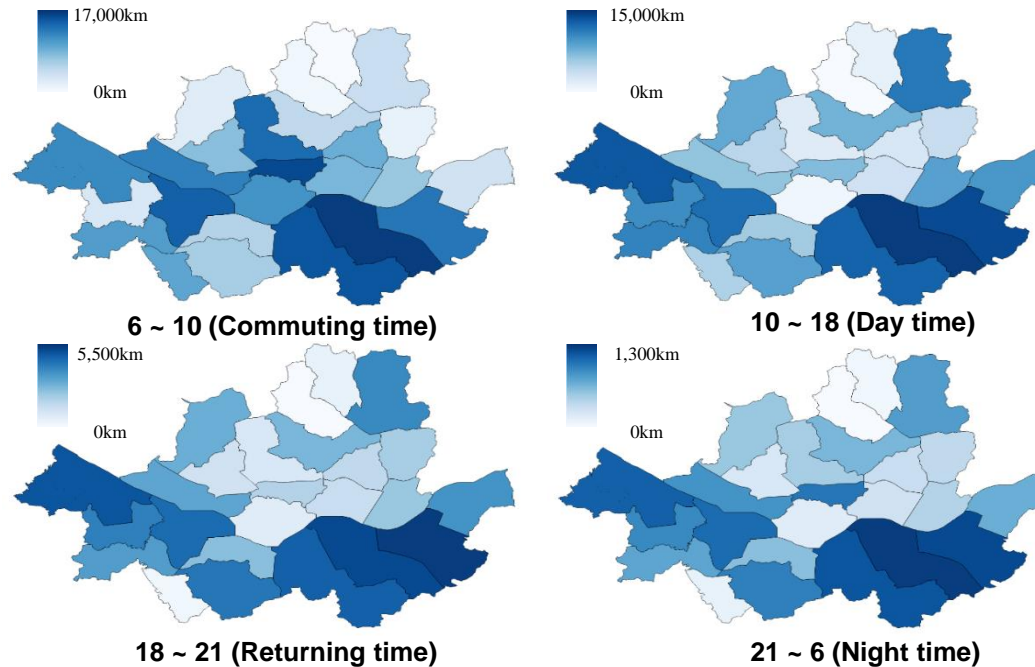 17,000km
0km
15,000km
0km
6 ~ 10 (Commuting time)
10 ~ 18 (Day time)
5,500km
0km
1,300km
0km
18 ~ 21 (Returning time)
21 ~ 6 (Night time)